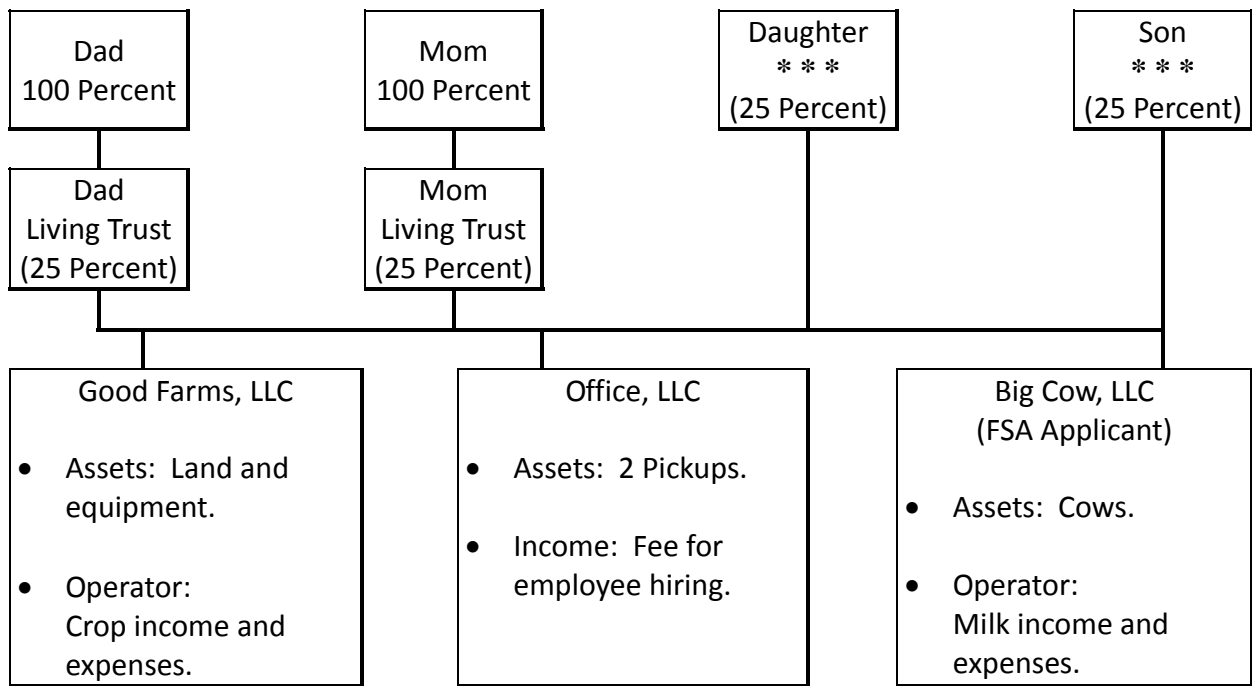 Dad
100 Percent
Mom
100 Percent
Daughter
* * *
(25 Percent)
Son
* * *
(25 Percent)
Dad
Living Trust
(25 Percent)
Mom
Living Trust
(25 Percent)
Good Farms, LLC
• Assets: Land and
equipment.
• Operator:
Crop income and
expenses.
Office, LLC
• Assets: 2 Pickups.
• Income: Fee for
employee hiring.
Big Cow, LLC
(FSA Applicant)
• Assets: Cows.
• Operator:
Milk income and
expenses.